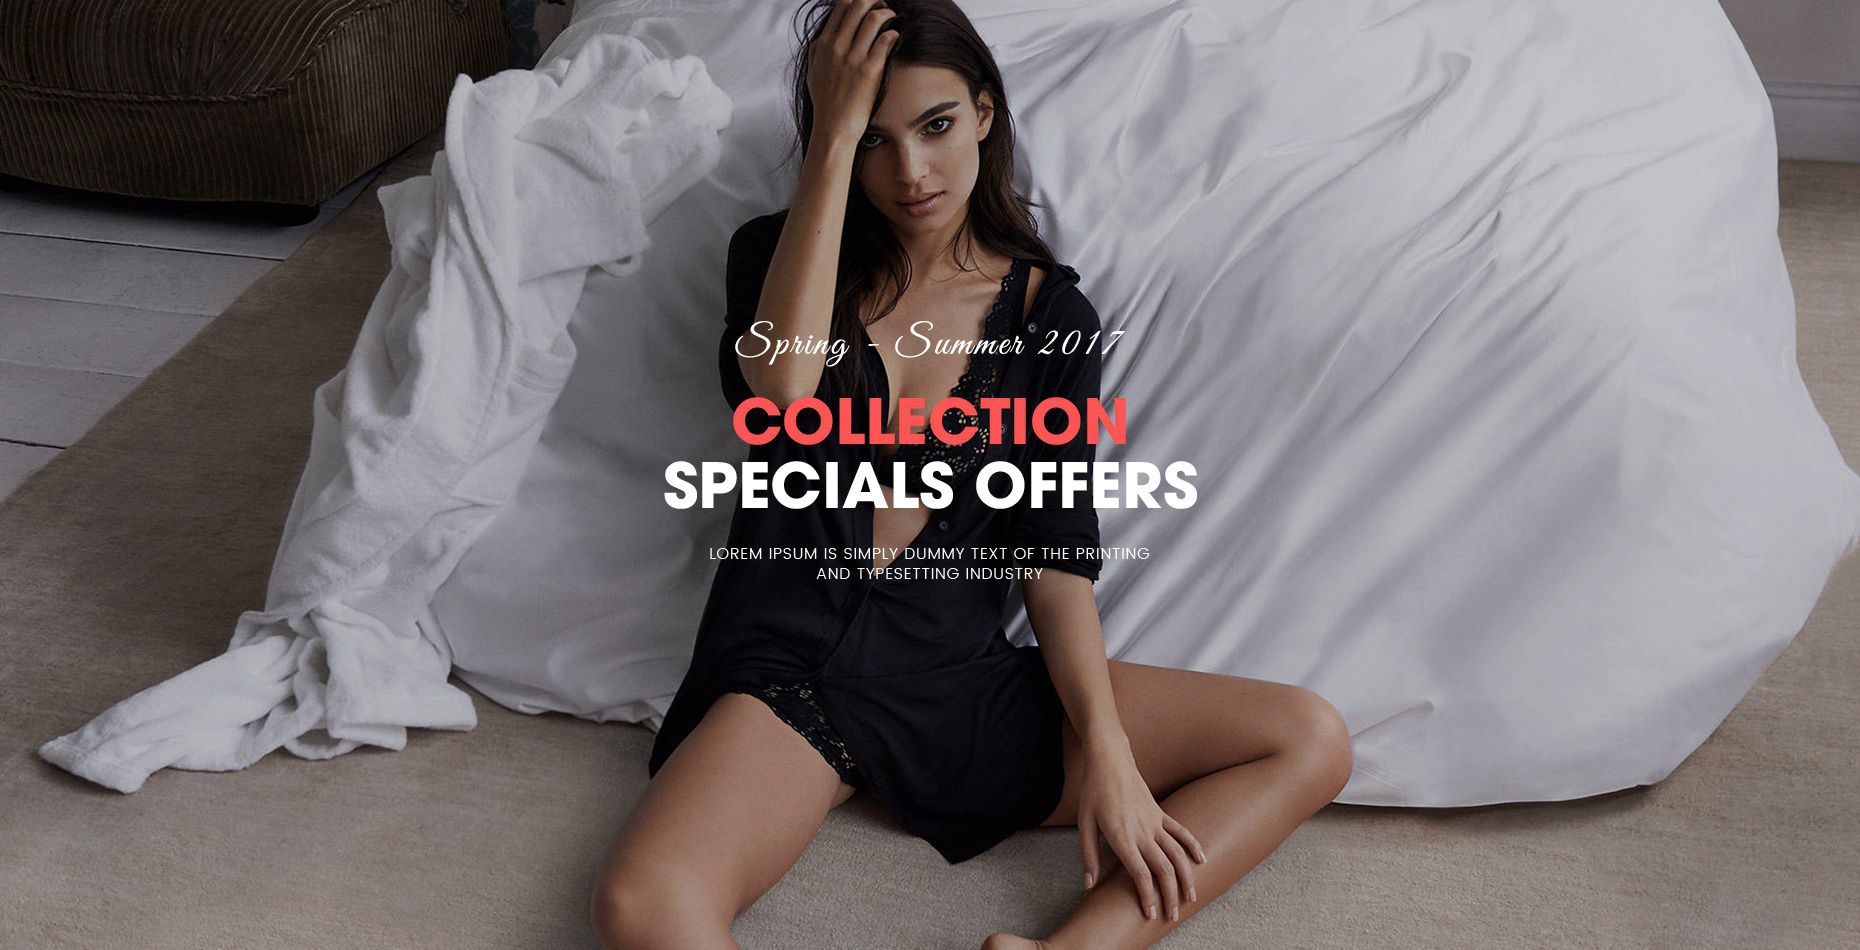 Spring - Summer 2017
COLLECTION
SPECIALS OFFERS
LOREM IPSUM IS SIMPLY DUMMY TEXT OF THE PRINTING
AND TYPESETTING INDUSTRY